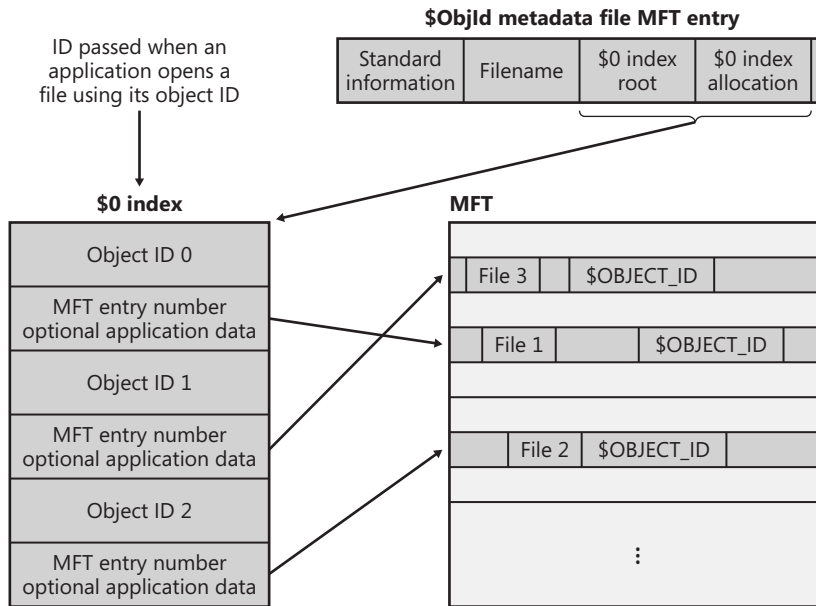 $ObjId metadata file MFT entry
ID passed when an
application opens a
file using its object ID
Standard
information
Filename
$0 index
root
$0 index
allocation
$0 index
Object ID 0
MFT entry number
optional application data
Object ID 1
MFT entry number
optional application data
Object ID 2
MFT entry number
optional application data
MFT
File 3
$OBJECT_ID
File 1
$OBJECT_ID
File 2
$OBJECT_ID
...